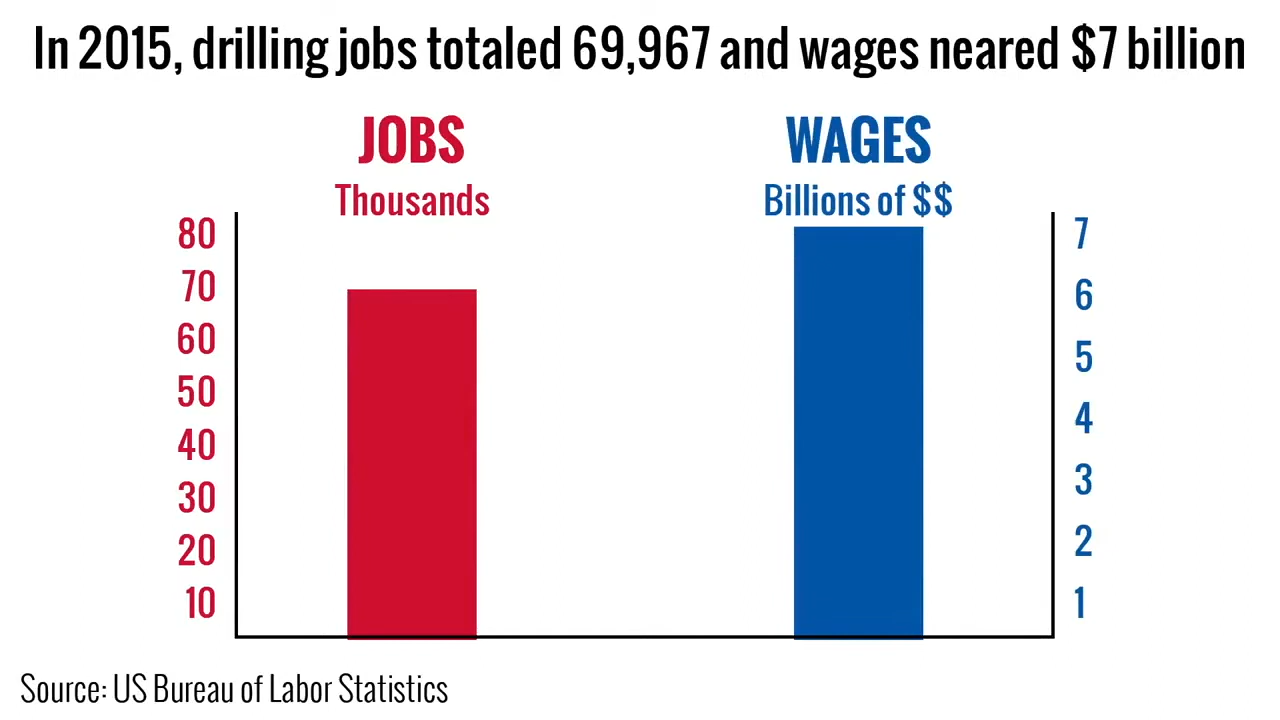 In 2015, drilling jobs totaled 69,967 and wages neared $7 billion
JOBS
Thousands
80
70
60
50
40
30
20
10
WAGES
Billions of $$
7
6
5
4
3
2
1
Source: US Bureau of Labor Statistics